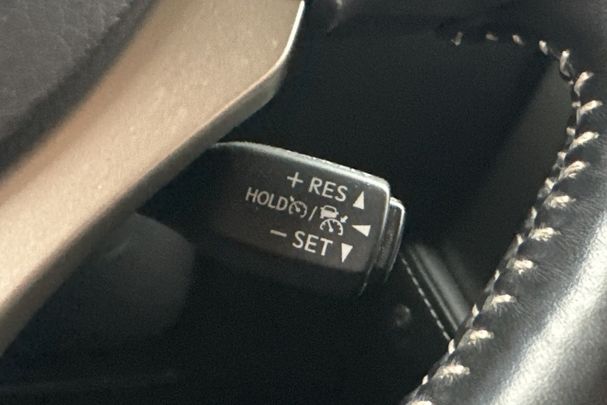 + RES ▲
HOLD / ◀
− SET ▼